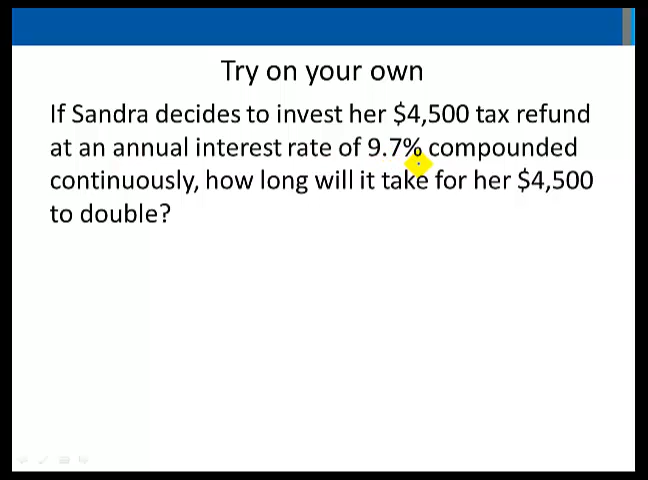 Try on your own
If Sandra decides to invest her $4,500 tax refund
at an annual interest rate of 9.7% compounded
continuously, how long will it take for her $4,500
to double?